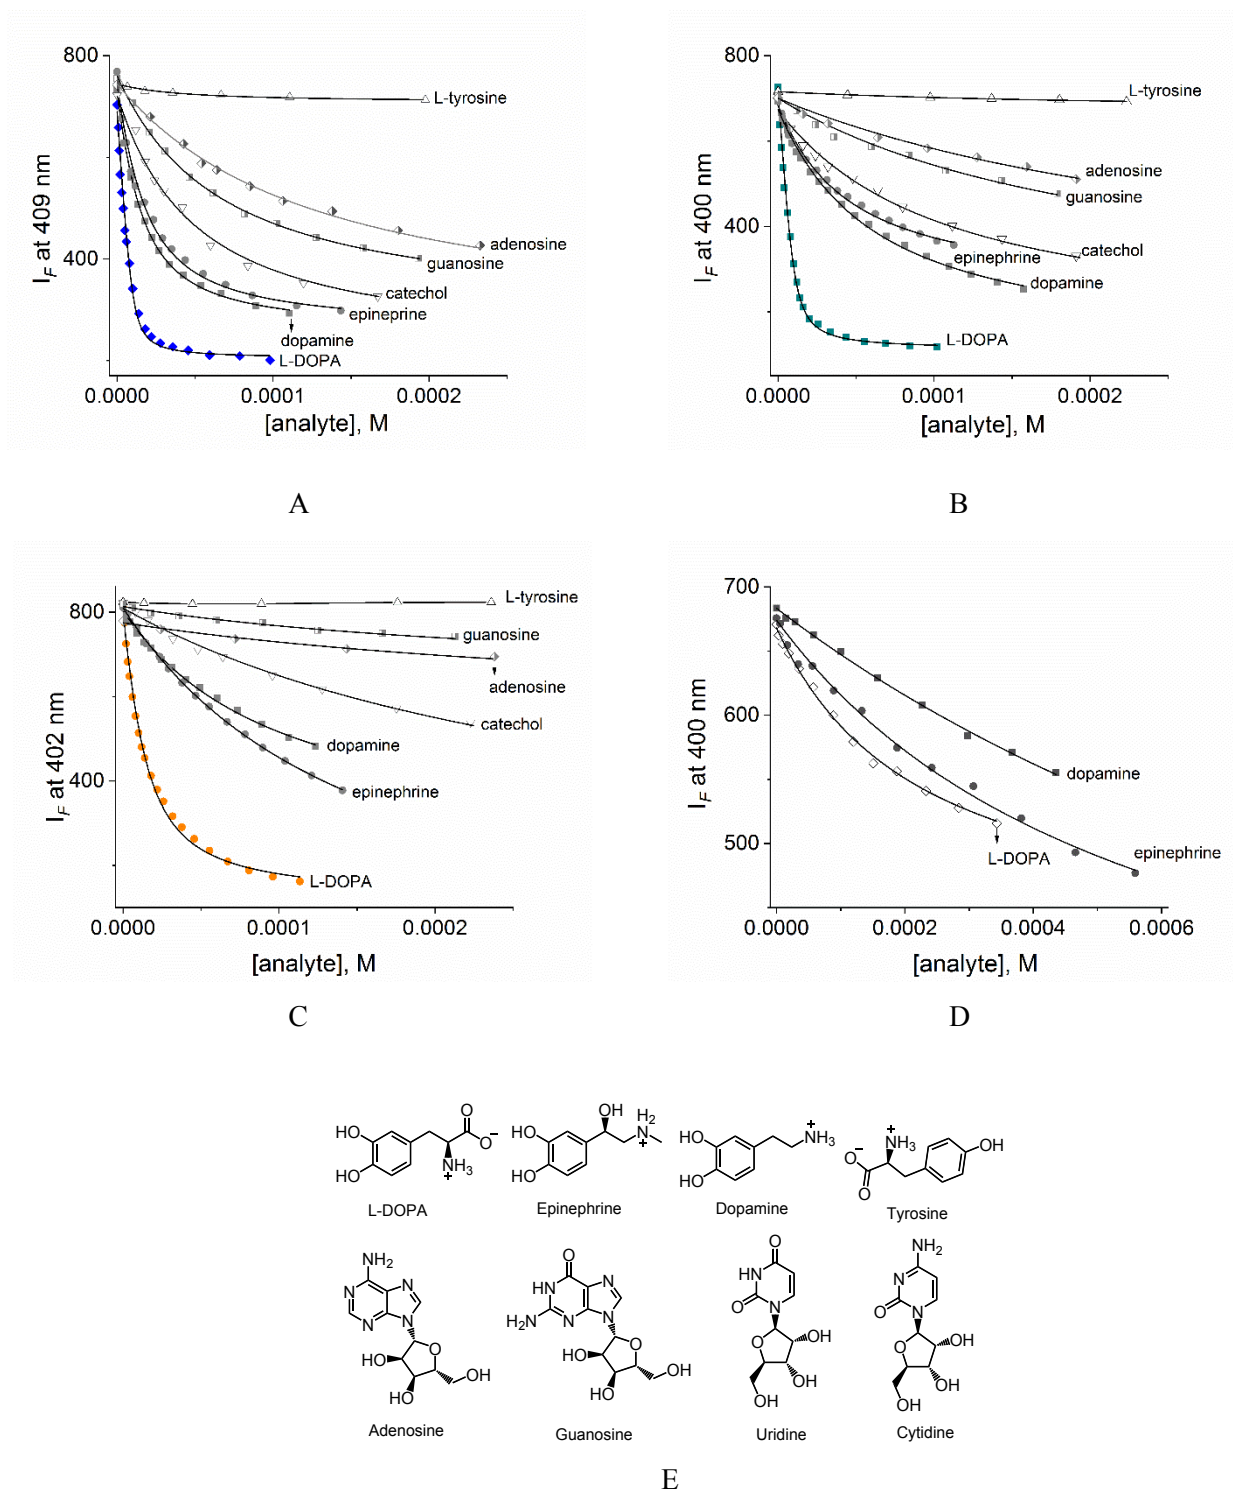 800
400
I_F at 409 nm
L-tyrosine
adenosine
guanosine
catechol
epineprine
dopamine
L-DOPA
0.0000
0.0001
0.0002
[analyte], M
A
800
400
I_F at 400 nm
L-tyrosine
adenosine
guanosine
catechol
epinephrine
dopamine
L-DOPA
0.0000
0.0001
0.0002
[analyte], M
B
800
400
I_F at 402 nm
L-tyrosine
guanosine
adenosine
catechol
dopamine
epinephrine
L-DOPA
0.0000
0.0001
0.0002
[analyte], M
C
700
600
500
I_F at 400 nm
dopamine
L-DOPA
epinephrine
0.0000
0.0002
0.0004
0.0006
[analyte], M
D
HO
HO
O
O−
NH3
+
L-DOPA
HO
HO
OH
H2
N
+
Epinephrine
HO
HO
+
NH3
Dopamine
+
NH3
−O
O
OH
Tyrosine
NH2
N
N
N
N
O
HO
HO
OH
Adenosine
O
HN
H2N
N
N
N
O
HO
HO
OH
Guanosine
O
HN
O
N
O
OH
OH
OH
Uridine
NH2
N
O
N
O
OH
OH
OH
Cytidine
E